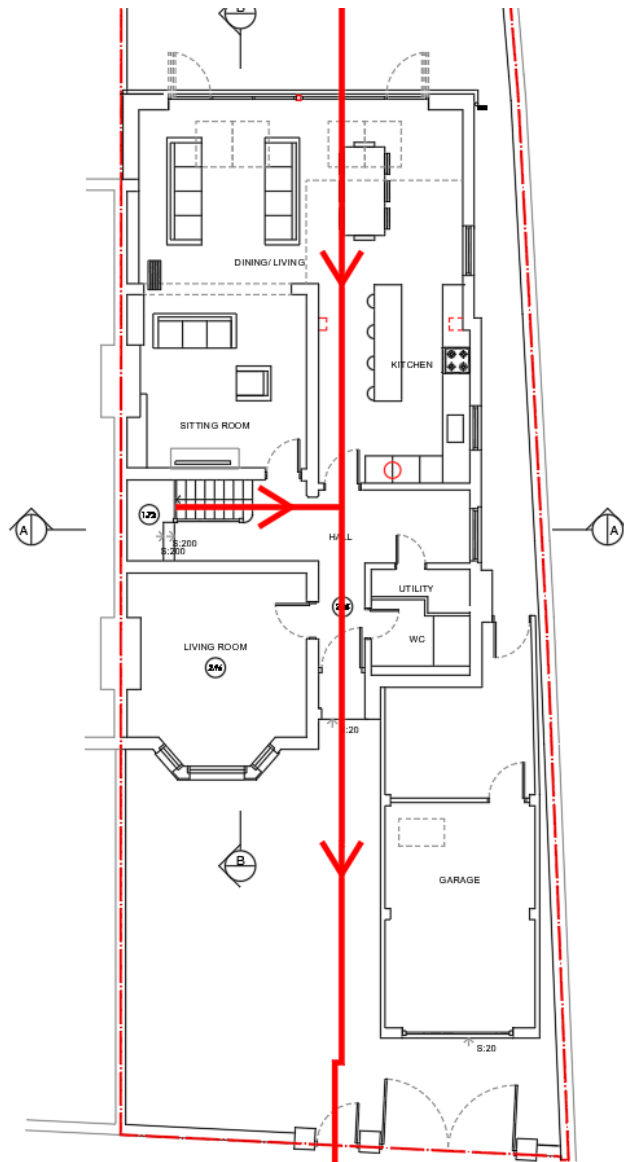 DINING/ LIVING
KITCHEN
SITTING ROOM
A
A
S:200
S:200
HALL
UTILITY
WC
LIVING ROOM
:20
B
GARAGE
S:20